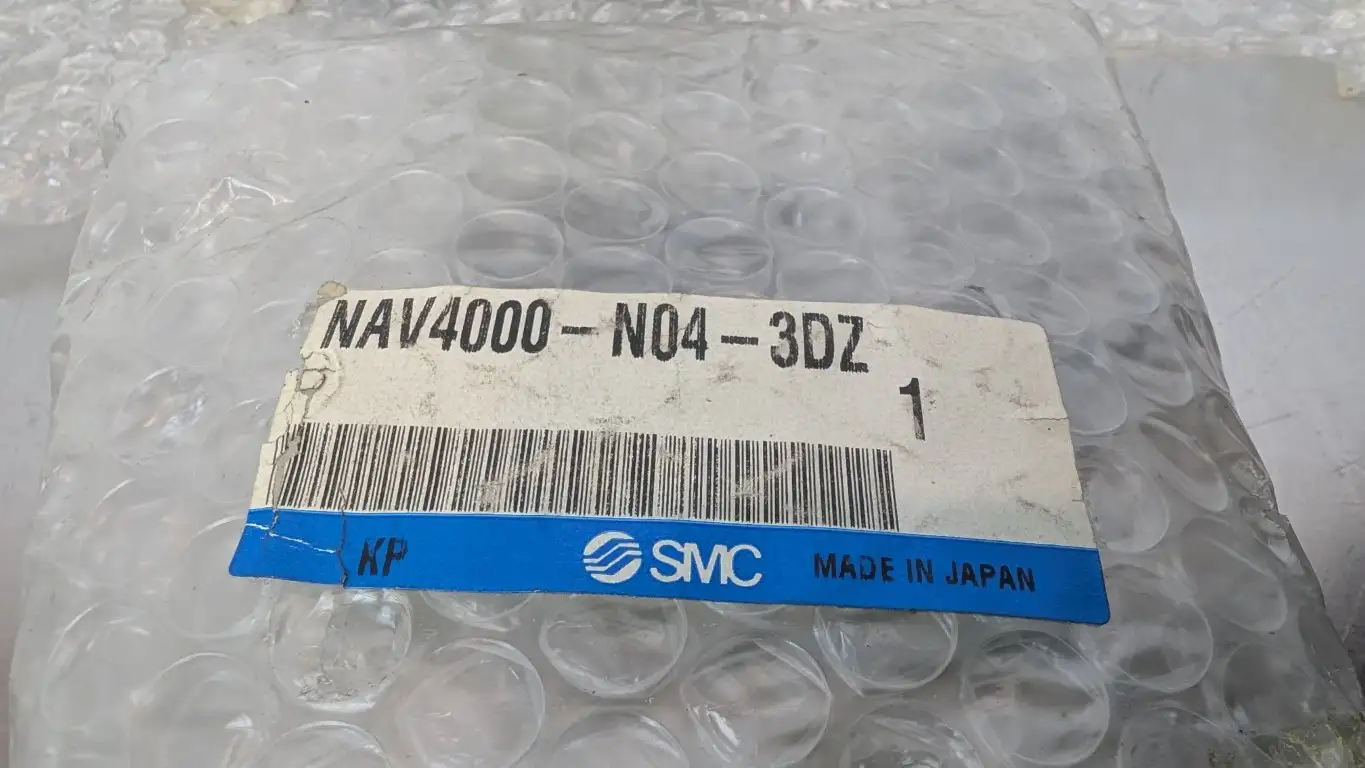 NAV4000-N04-3DZ
1
KP SMC MADE IN JAPAN